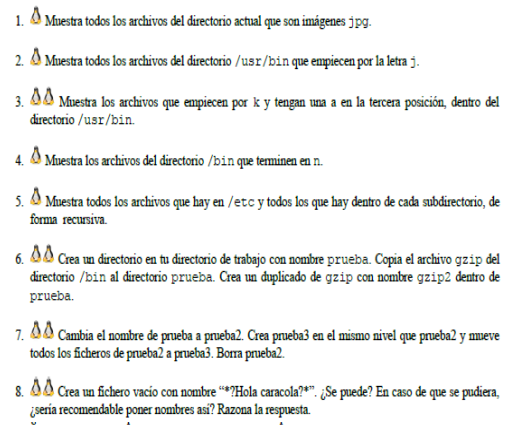 1. Muestra todos los archivos del directorio actual que son imágenes jpg.
2. Muestra todos los archivos del directorio /usr/bin que empiecen por la letra j.
3. Muestra los archivos que empiecen por k y tengan una a en la tercera posición, dentro del
directorio /usr/bin.
4. Muestra los archivos del directorio /bin que terminen en n.
5. Muestra todos los archivos que hay en /etc y todos los que hay dentro de cada subdirectorio, de
forma recursiva.
6. Crea un directorio en tu directorio de trabajo con nombre prueba. Copia el archivo gzip del
directorio /bin al directorio prueba. Crea un duplicado de gzip con nombre gzip2 dentro de
prueba.
7. Cambia el nombre de prueba a prueba2. Crea prueba3 en el mismo nivel que prueba2 y mueve
todos los ficheros de prueba2 a prueba3. Borra prueba2.
8. Crea un fichero vacío con nombre “*?Hola caracola?*”. ¿Se puede? En caso de que se pudiera,
¿sería recomendable poner nombres así? Razona la respuesta.